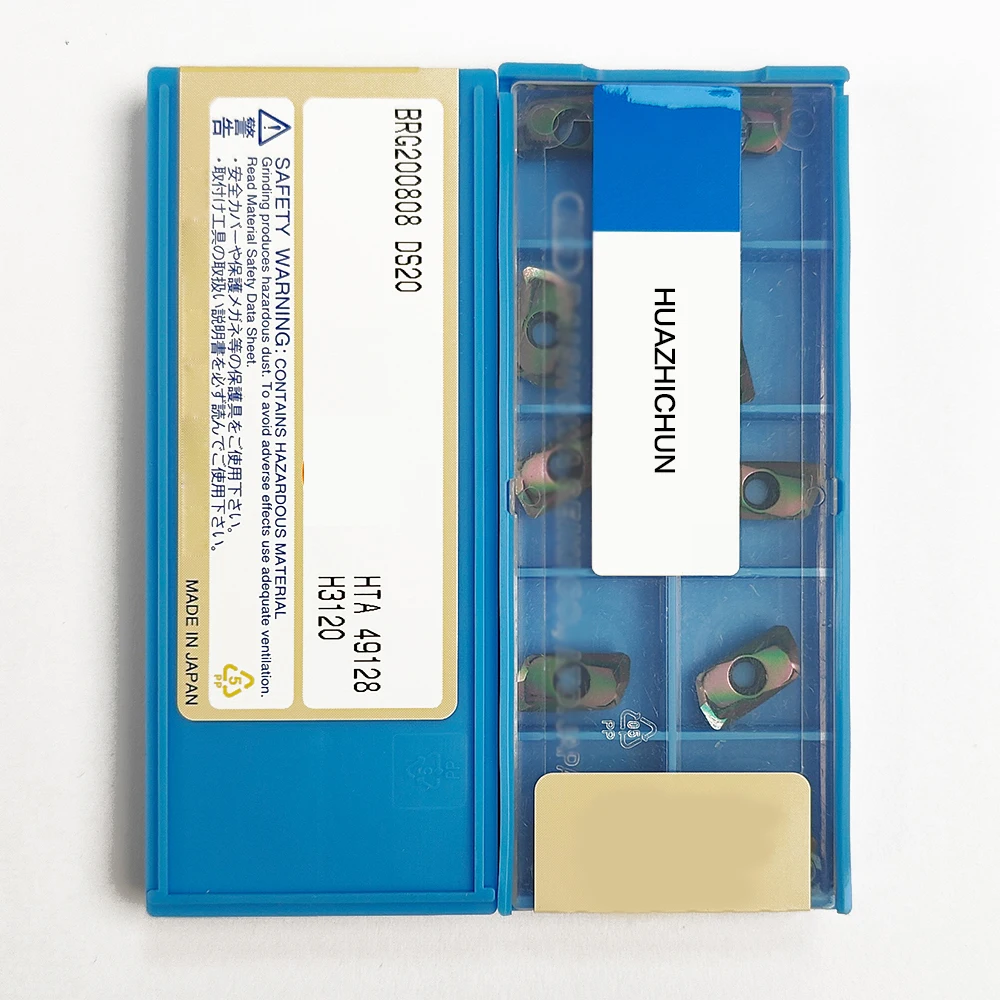 BRG200808 DS20
HTA 49128
H3120
SAFETY WARNING: CONTAINS HAZARDOUS MATERIAL
Grinding produces hazardous dust. To avoid adverse effects use adequate ventilation.
Read Material Safety Data Sheet.
警告
・安全カバーや保護メガネ等の保護具をご使用下さい。
・取付け工具の取扱い説明書を必ず読んでご使用下さい。
5
PP
MADE IN JAPAN
HUAZHICHUN
05
PP